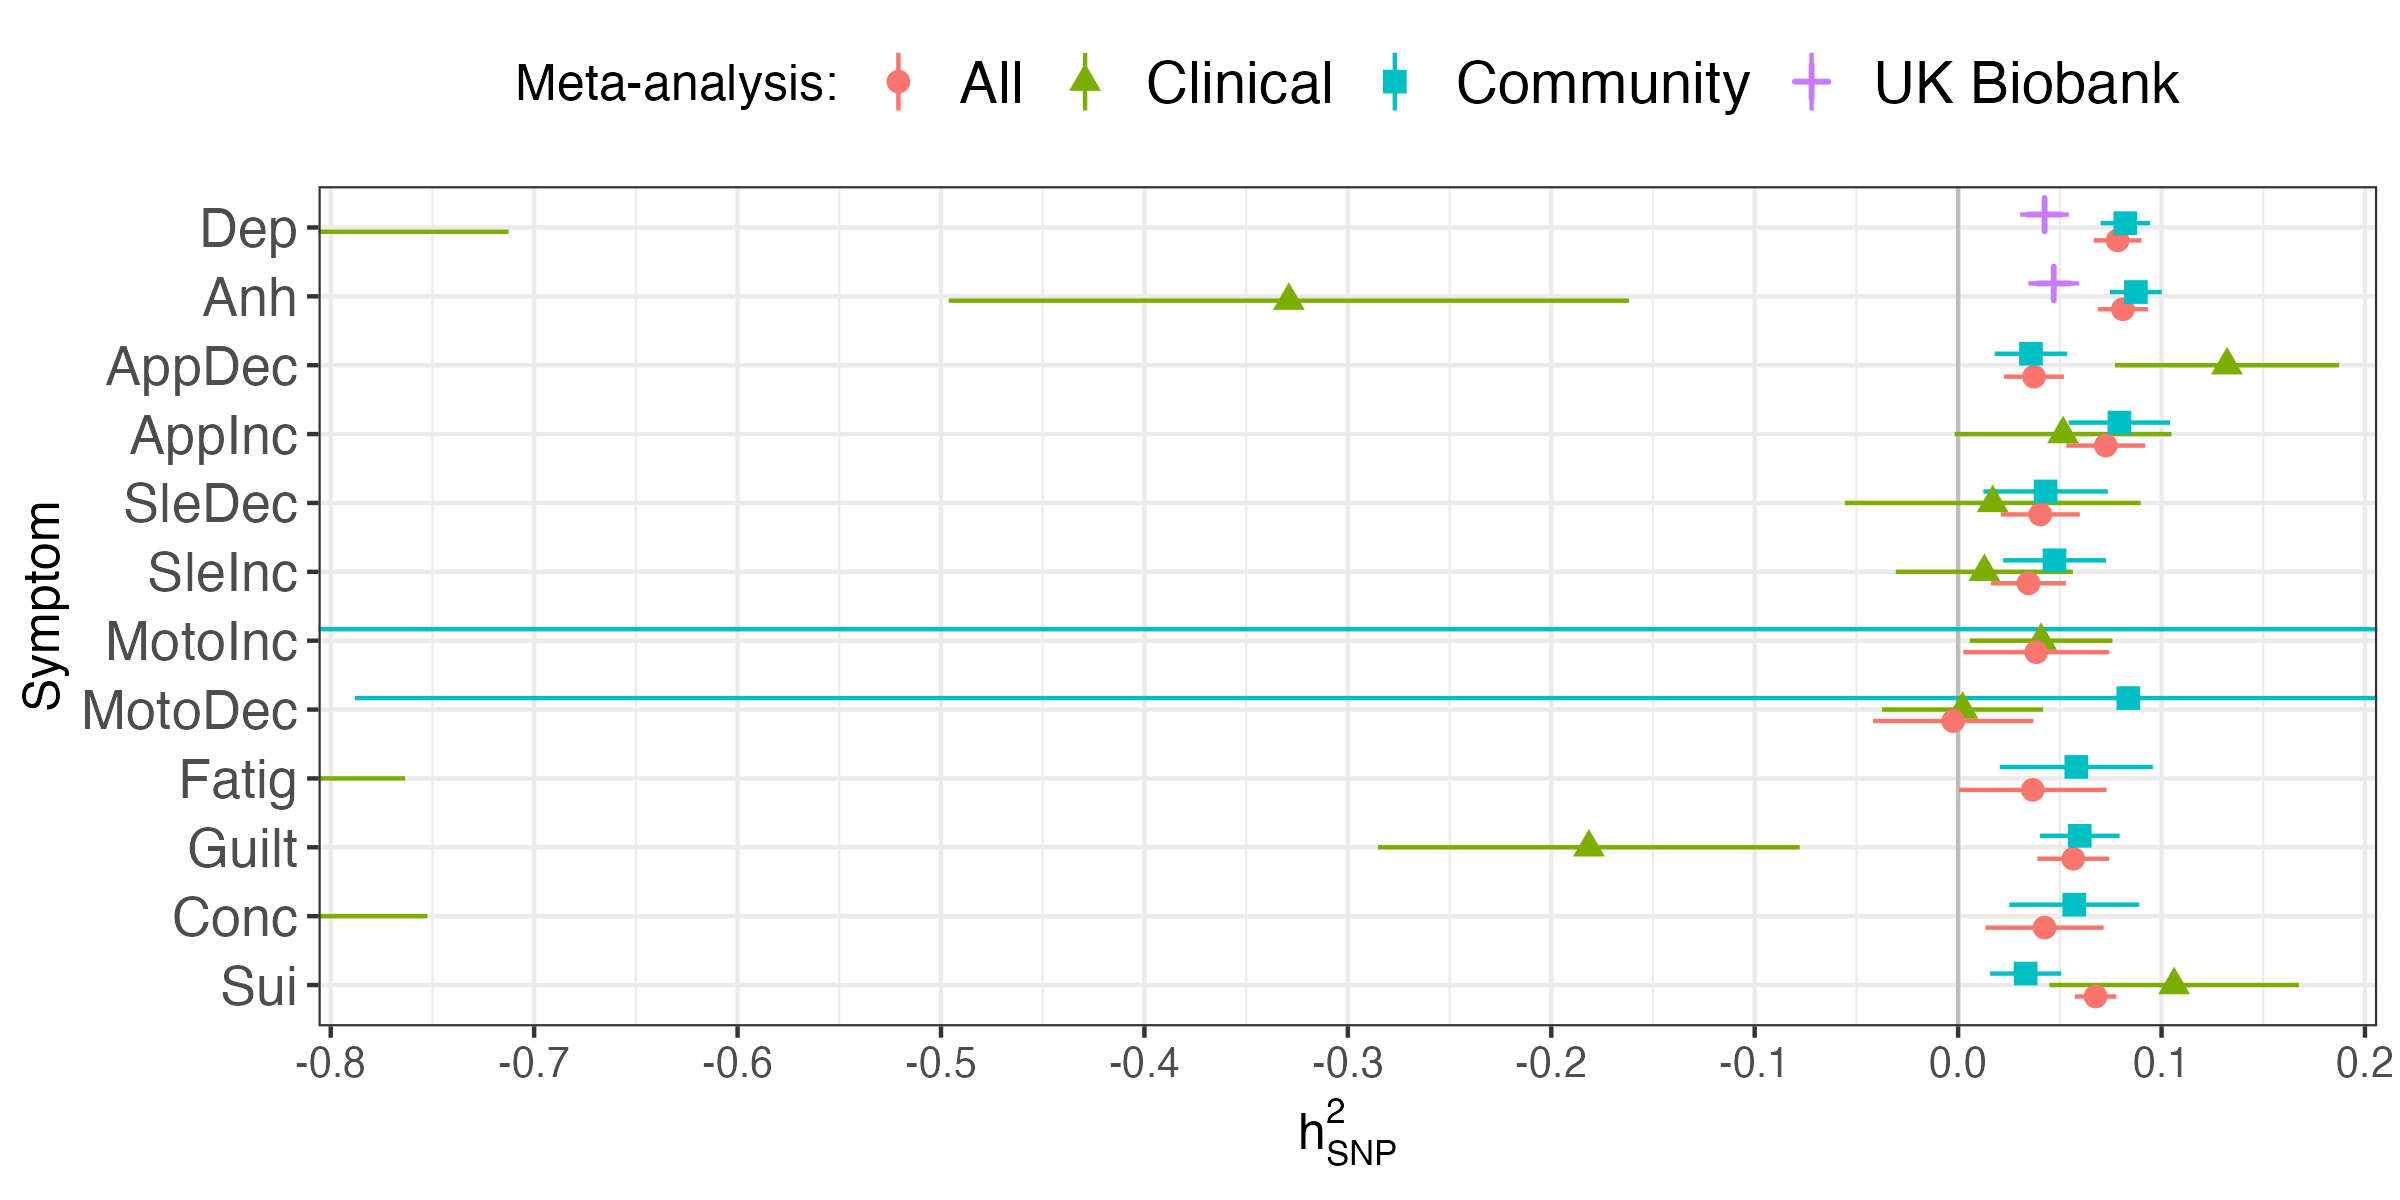 Meta-analysis: All Clinical Community UK Biobank
Dep
Anh
AppDec
AppInc
SleDec
SleInc
MotoInc
MotoDec
Fatig
Guilt
Conc
Sui
Symptom
-0.8 -0.7 -0.6 -0.5 -0.4 -0.3 -0.2 -0.1 0.0 0.1 0.2
h²SNP